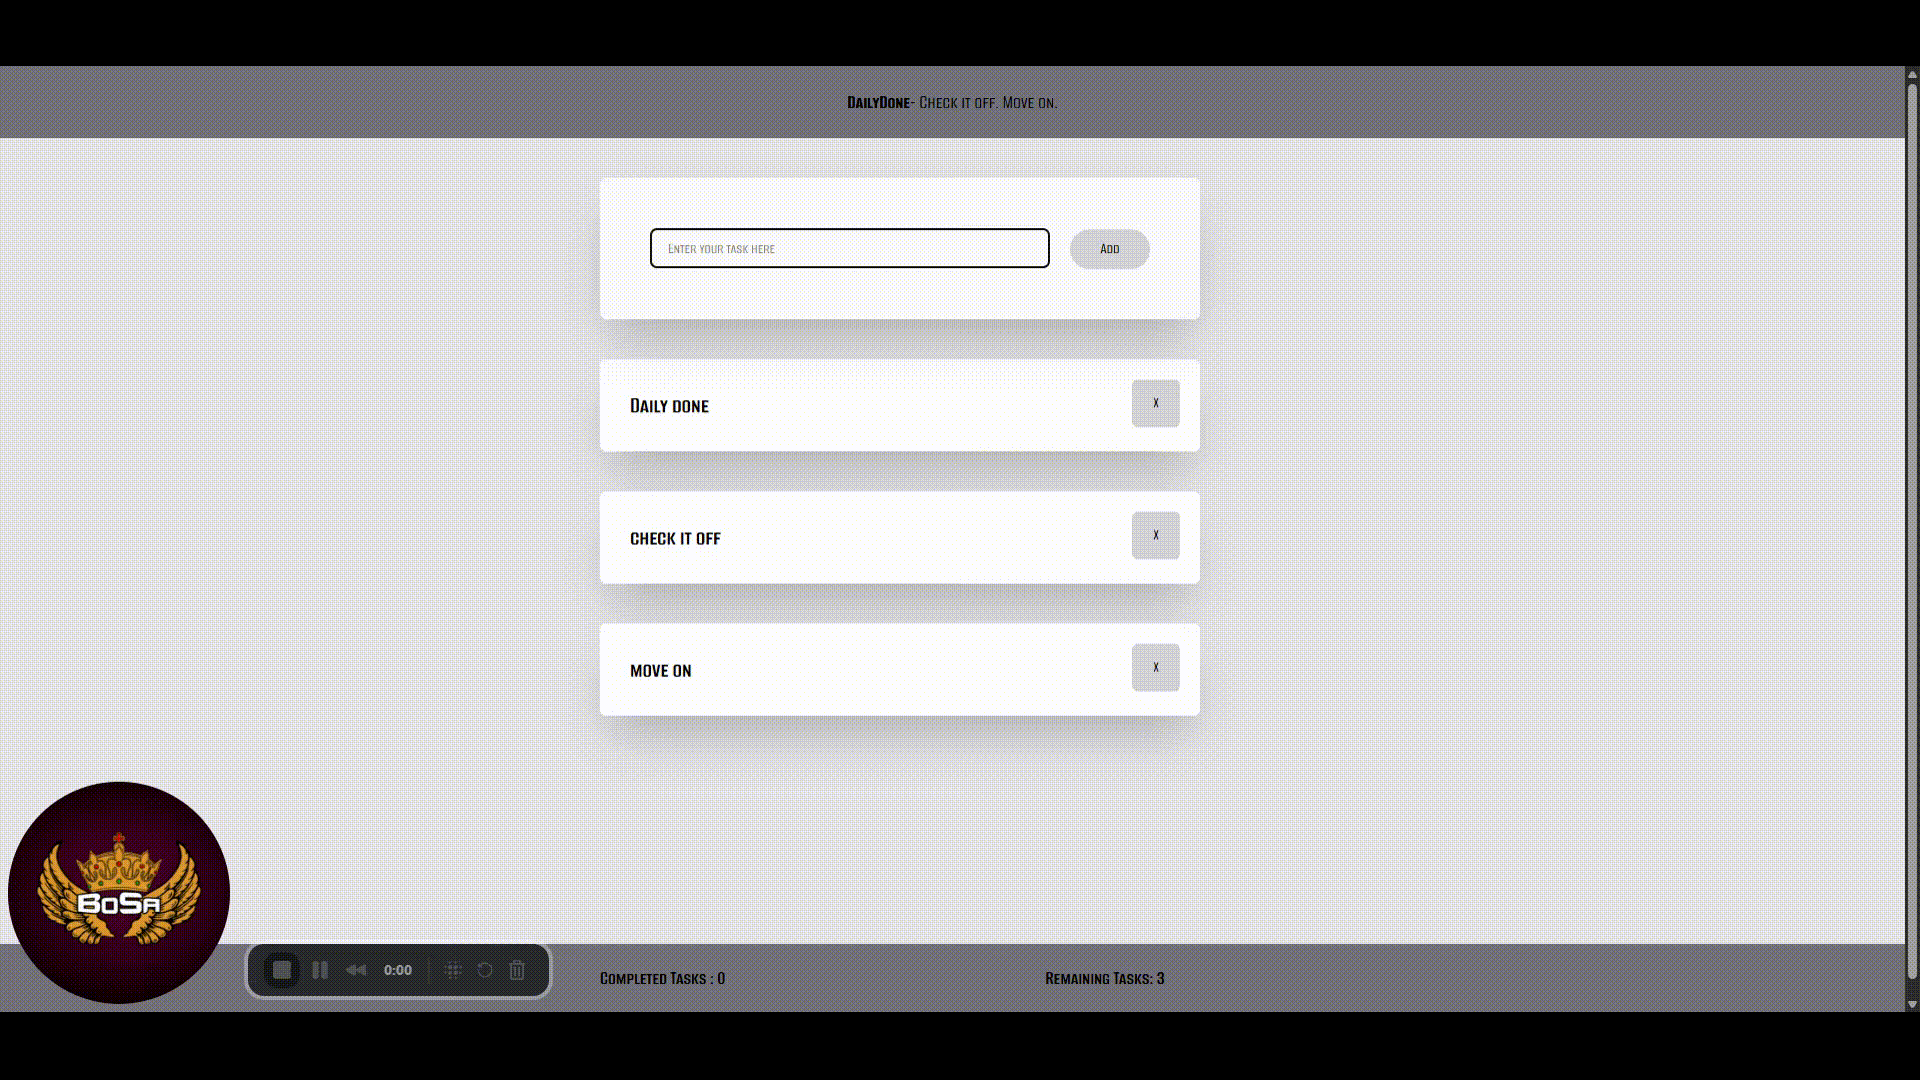 DailyDone- Check it off. Move on.
Enter your task here
Add
Daily done
X
check it off
X
move on
X
BoSa
0:00
Completed Tasks : 0
Remaining Tasks: 3